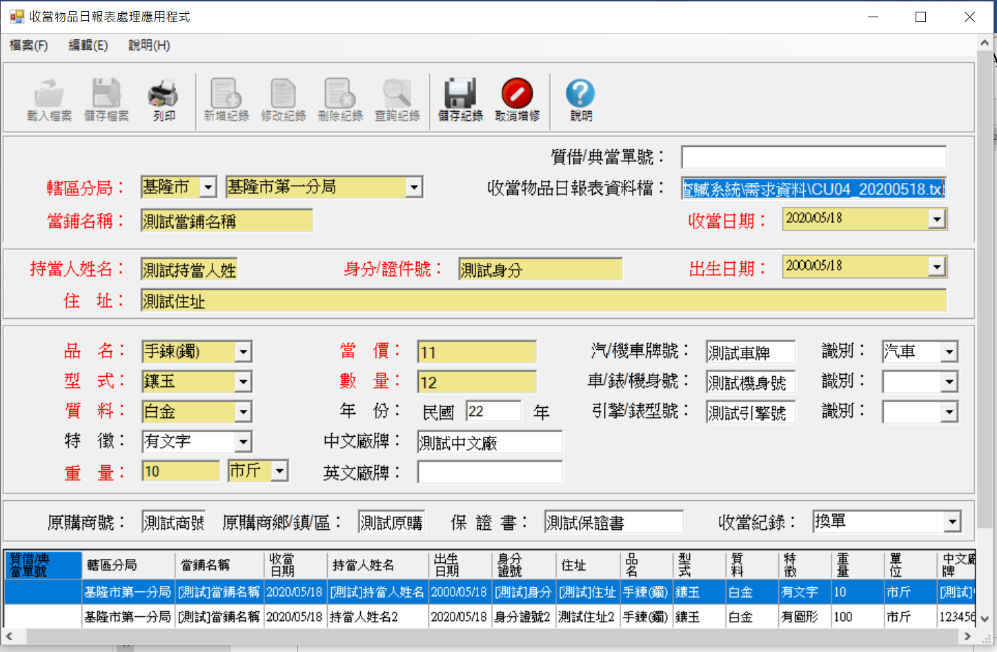 收當物品日報表處理應用程式
檔案(F) 編輯(E) 說明(H)
載入檔案 儲存檔案 列印 新增紀錄 修改紀錄 刪除紀錄 查詢紀錄 儲存紀錄 取消增修 說明
質借/典當單號：
轄區分局： 基隆市 基隆市第一分局 收當物品日報表資料檔： 查贓系統\需求資料\CU04_20200518.txt
當鋪名稱： 測試當鋪名稱 收當日期： 2020/05/18
持當人姓名： 測試持當人姓 身分/證件號： 測試身分 出生日期： 2000/05/18
住 址： 測試住址
品 名： 手鍊(鐲) 當 價： 11 汽/機車牌號： 測試車牌 識別： 汽車
型 式： 鑲玉 數 量： 12 車/錶/機身號： 測試機身號 識別：
質 料： 白金 年 份： 民國 22 年 引擎/錶型號： 測試引擎號 識別：
特 徵： 有文字 中文廠牌： 測試中文廠
重 量： 10 市斤 英文廠牌：
原購商號： 測試商號 原購商鄉/鎮/區： 測試原購 保 證 書： 測試保證書 收當紀錄： 換單
質借/典當單號 轄區分局 當鋪名稱 收當日期 持當人姓名 出生日期 身分證號 住址 品名 型式 質料 特徵 重量 單位 中文廠牌
基隆市第一分局 [測試]當鋪名稱 2020/05/18 [測試]持當人姓名 2000/05/18 [測試]身分 [測試]住址 手鍊(鐲) 鑲玉 白金 有文字 10 市斤 [測試]
基隆市第一分局 [測試]當鋪名稱 2020/05/18 持當人姓名2 2020/05/18 身分證號2 測試住址2 手鍊(鐲) 鑲玉 白金 有圖形 100 市斤 123456